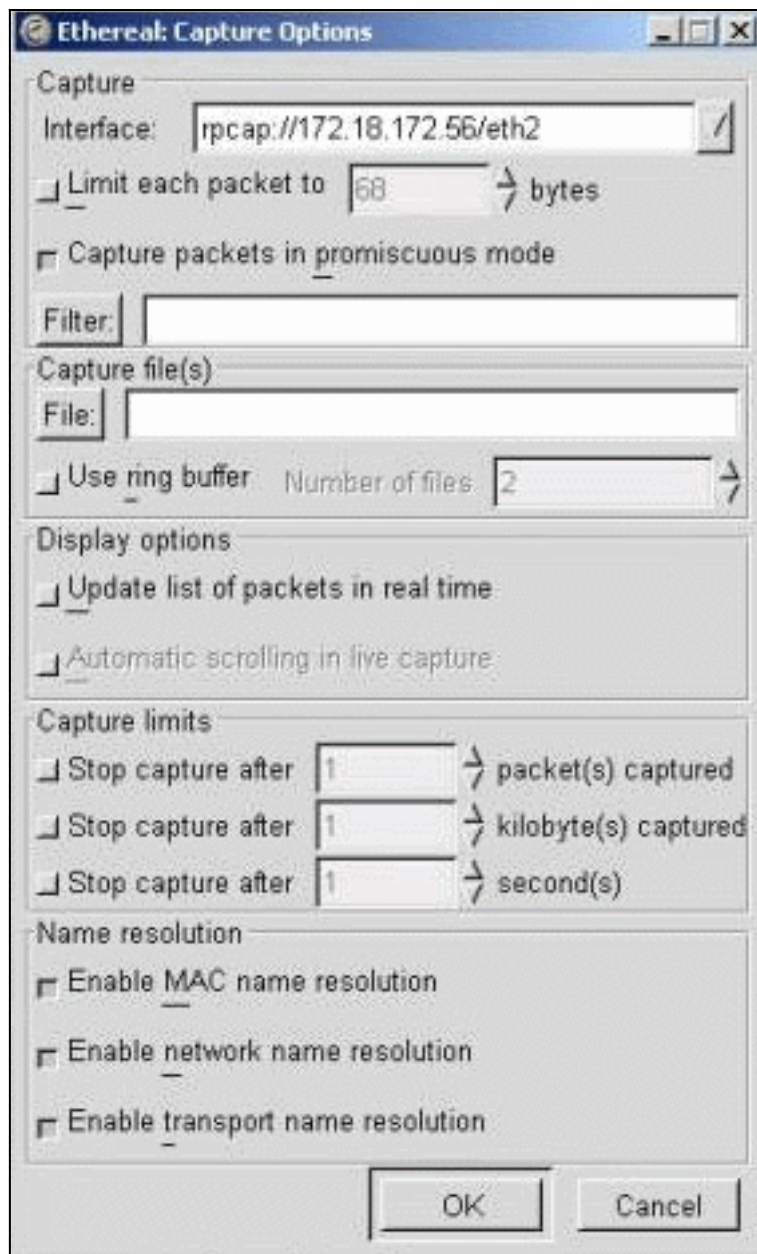 Ethereal: Capture Options
Capture
Interface: rpcap://172.18.172.56/eth2
Limit each packet to 68 bytes
Capture packets in promiscuous mode
Filter:
Capture file(s)
File:
Use ring buffer Number of files 2
Display options
Update list of packets in real time
Automatic scrolling in live capture
Capture limits
Stop capture after 1 packet(s) captured
Stop capture after 1 kilobyte(s) captured
Stop capture after 1 second(s)
Name resolution
Enable MAC name resolution
Enable network name resolution
Enable transport name resolution
OK Cancel